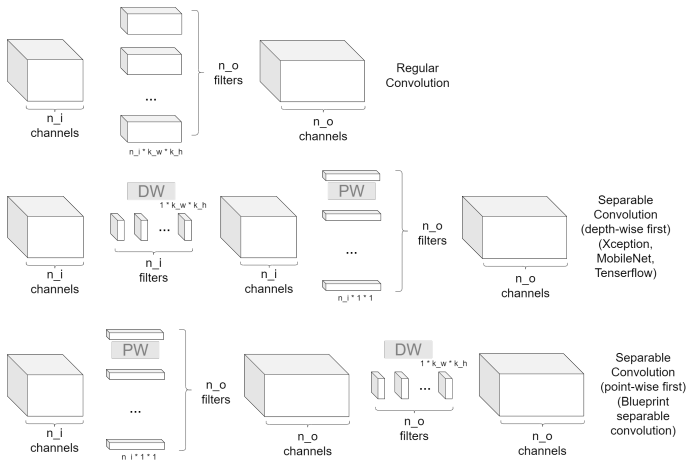 n_i
channels
...
n_i * k_w * k_h
n_o
filters
n_o
channels
Regular
Convolution
n_i
channels
DW
1 * k_w * k_h
...
n_i
filters
n_i
channels
PW
...
n_i * 1 * 1
n_o
filters
n_o
channels
Separable
Convolution
(depth-wise first)
(Xception,
MobileNet,
Tenserflow)
n_i
channels
PW
...
n_i * 1 * 1
n_o
filters
n_o
channels
DW
1 * k_w * k_h
...
n_o
filters
n_o
channels
Separable
Convolution
(point-wise first)
(Blueprint
separable
convolution)